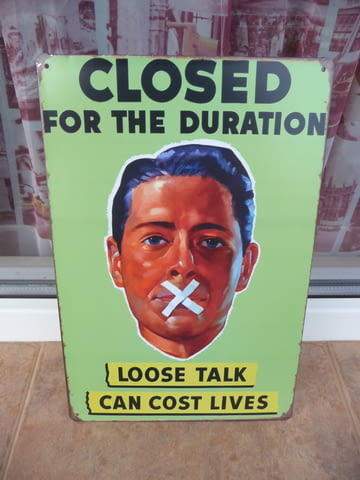 CLOSED
FOR THE DURATION
LOOSE TALK
CAN COST LIVES